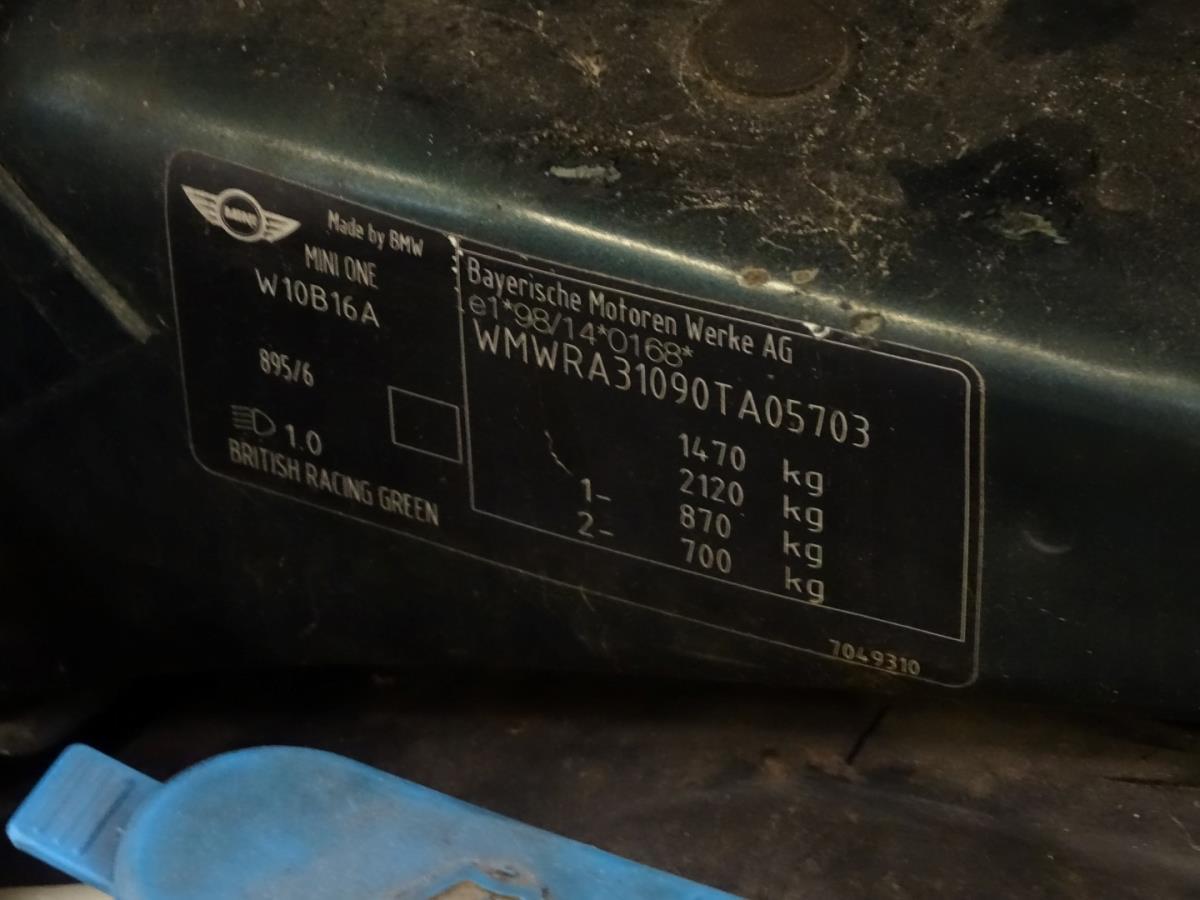 MINI
Made by BMW
MINI ONE
W10B16A
895/6
1.0
BRITISH RACING GREEN
Bayerische Motoren Werke AG
e1*98/14*0168*
WMWRA31090TA05703
1470 kg
2120 kg
1- 870 kg
2- 700 kg
7049310